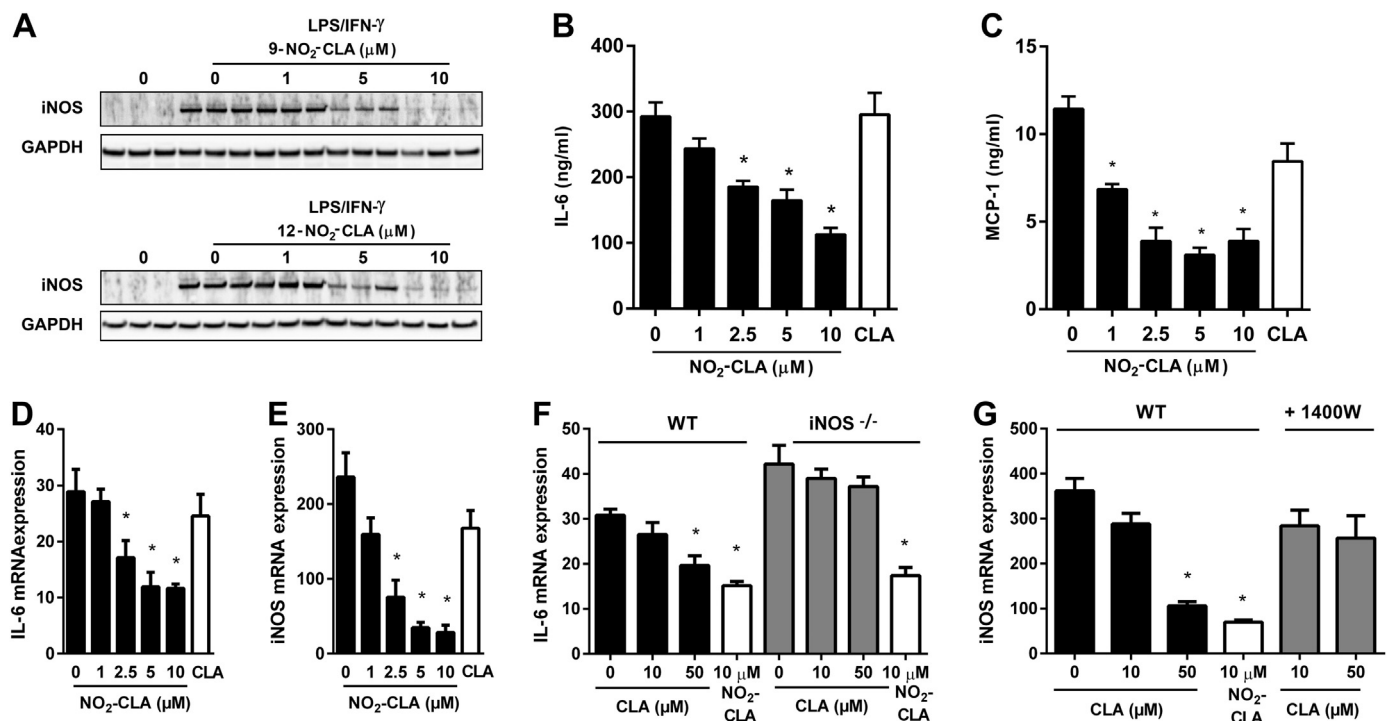 A
LPS/IFN-γ
9-NO₂-CLA (μM)
0 0 1 5 10
iNOS
GAPDH
LPS/IFN-γ
12-NO₂-CLA (μM)
0 0 1 5 10
iNOS
GAPDH
B
IL-6 (ng/ml)
400
300
200
100
0
* * *
0 1 2.5 5 10 CLA
NO₂-CLA (μM)
C
MCP-1 (ng/ml)
15
10
5
0
* * * *
0 1 2.5 5 10 CLA
NO₂-CLA (μM)
D
IL-6 mRNAexpression
40
30
20
10
0
* * *
0 1 2.5 5 10 CLA
NO₂-CLA (μM)
E
iNOS mRNA expression
300
200
100
0
* * *
0 1 2.5 5 10 CLA
NO₂-CLA (μM)
F
WT iNOS -/-
IL-6 mRNA expression
50
40
30
20
10
0
* * *
0 10 50 10 μM 0 10 50 10 μM
CLA (μM) NO₂- CLA (μM) NO₂-
CLA CLA
G
WT + 1400W
iNOS mRNA expression
500
400
300
200
100
0
* *
0 10 50 10 μM 10 50
CLA (μM) NO₂- CLA (μM)
CLA